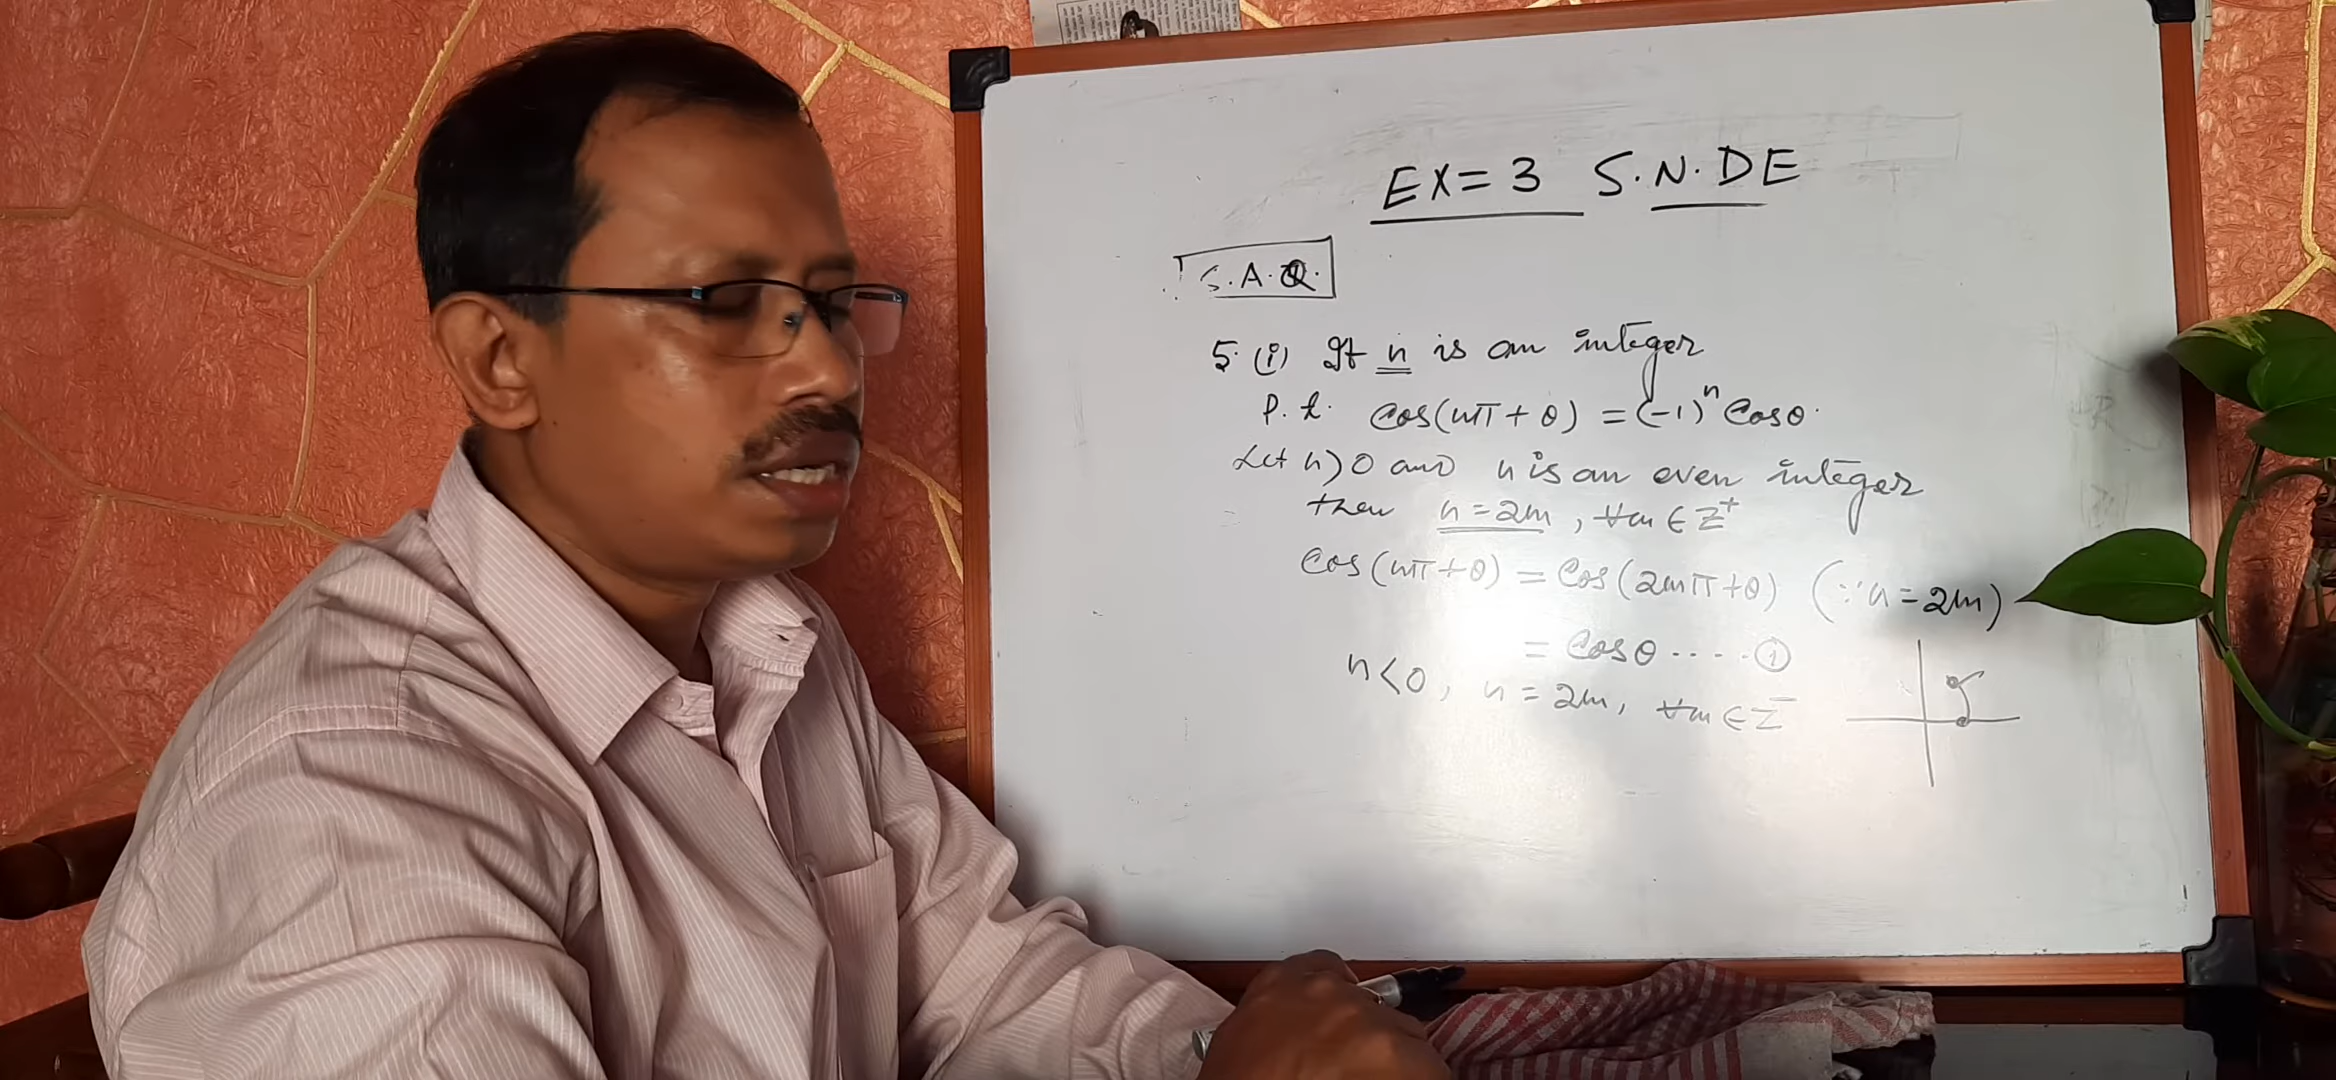 EX=3 S.N.DE
S.A.Q.
5. (i) If n is an integer
P.t. Cos(nπ+θ) = (-1)ⁿ Cosθ.
Let n>0 and n is an even integer
then n=2m, ∀m∈Z⁺
Cos(nπ+θ) = Cos(2mπ+θ) (∵n=2m)
= Cosθ ----①
n<0, n=2m, ∀m∈Z⁻